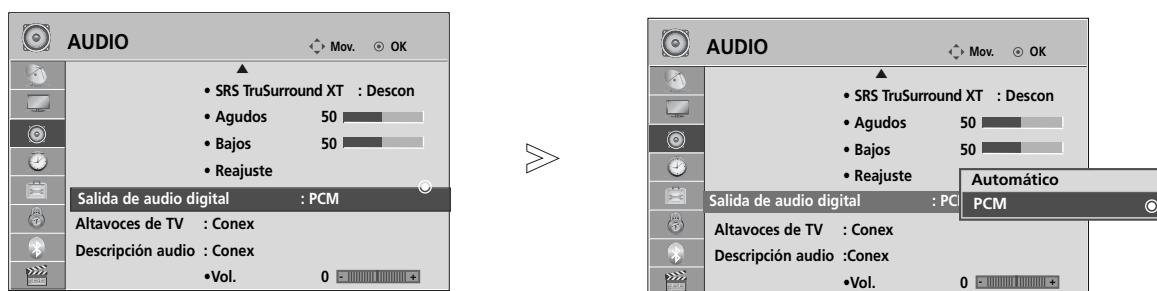 AUDIO
Mov. OK
• SRS TruSurround XT : Descon
• Agudos 50
• Bajos 50
• Reajuste
Salida de audio digital : PCM
Altavoces de TV : Conex
Descripción audio : Conex
•Vol. 0 - +
AUDIO
Mov. OK
• SRS TruSurround XT : Descon
• Agudos 50
• Bajos 50
• Reajuste
Automático
Salida de audio digital : PC
PCM
Altavoces de TV : Conex
Descripción audio :Conex
•Vol. 0 - +